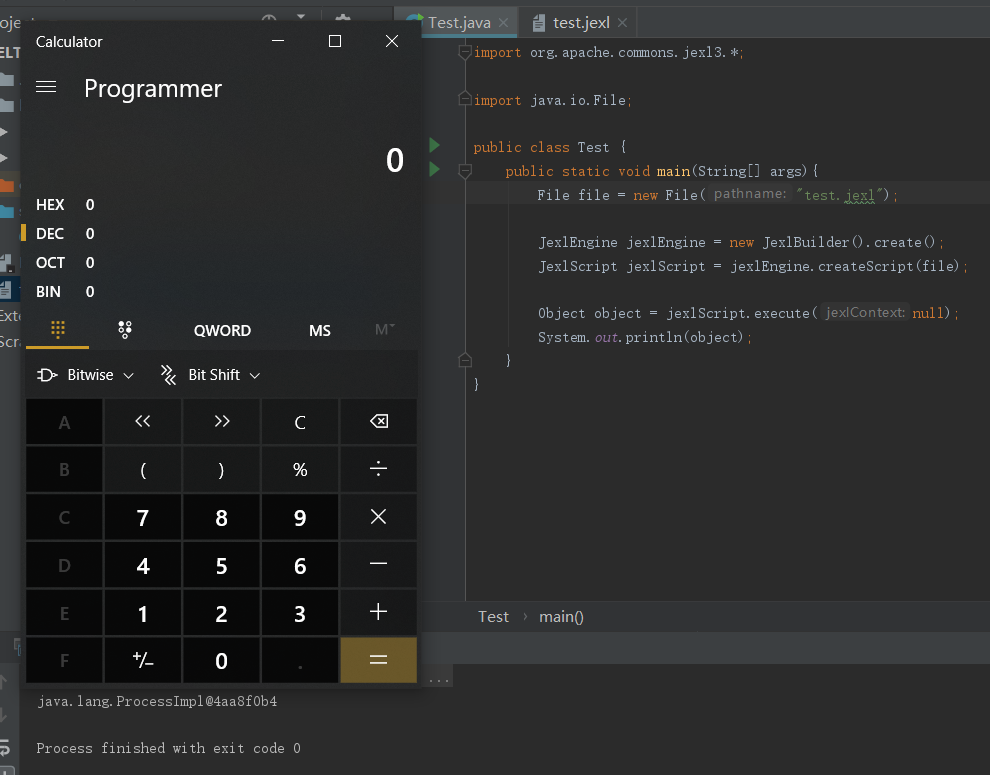 oje
Test.java
test.jexl
ELT
Exte
Scra
Calculator
Programmer
0
HEX 0
DEC 0
OCT 0
BIN 0
QWORD MS M
Bitwise Bit Shift
A << >> C
B ( ) % ÷
C 7 8 9 ×
D 4 5 6 −
E 1 2 3 +
F +/− 0 . =
import org.apache.commons.jexl3.*;
import java.io.File;
public class Test {
public static void main(String[] args){
File file = new File( pathname: "test.jexl");
JexlEngine jexlEngine = new JexlBuilder().create();
JexlScript jexlScript = jexlEngine.createScript(file);
Object object = jexlScript.execute( jexlContext: null);
System.out.println(object);
}
}
Test › main()
...
java.lang.ProcessImpl@4aa8f0b4
Process finished with exit code 0